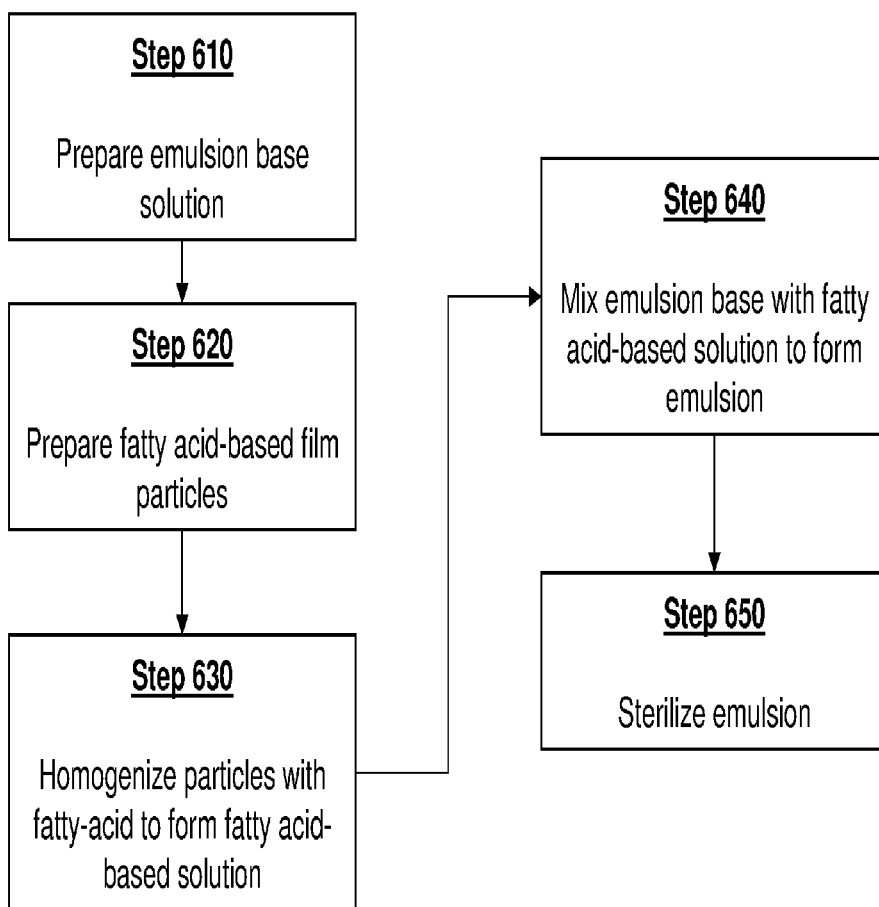 Step 610
Prepare emulsion base
solution
Step 620
Prepare fatty acid-based film
particles
Step 630
Homogenize particles with
fatty-acid to form fatty acid-
based solution
Step 640
Mix emulsion base with fatty
acid-based solution to form
emulsion
Step 650
Sterilize emulsion